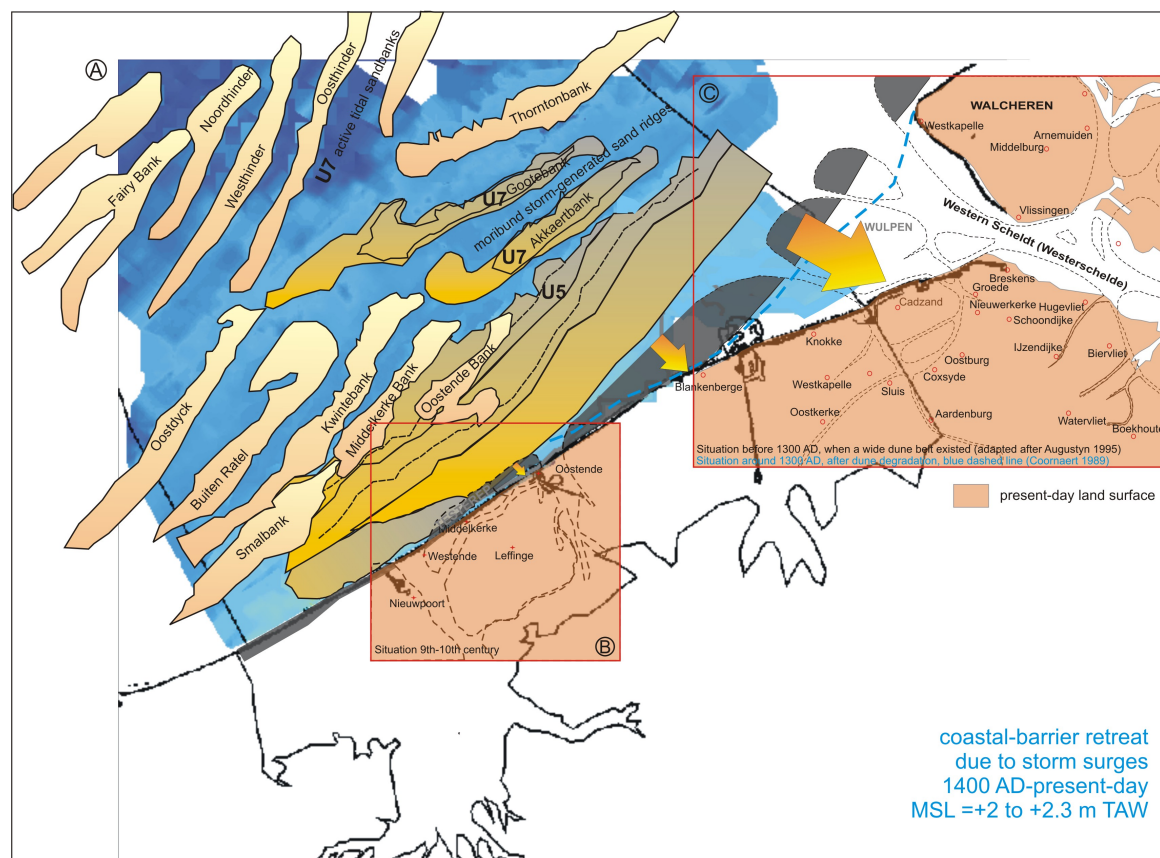 A
Noordhinder
Oosthinder
U7 active tidal sandbanks
Thorntonbank
Fairy Bank
Westhinder
U7 Gootebank
moribund storm-generated sand ridges
U7
Akkaertbank
U5
Oostdyck
Buiten Ratel
Kwintebank
Middelkerke Bank
Oostende Bank
Smalbank
C
WALCHEREN
Westkapelle
Arnemuiden
Middelburg
Vlissingen
WULPEN
Western Scheldt (Westerschelde)
Breskens
Groede
Cadzand
Nieuwerkerke
Hugevliet
Schoondijke
Knokke
IJzendijke
Biervliet
Oostburg
Blankenberge
Westkapelle
Coxsyde
Sluis
Oostkerke
Aardenburg
Watervliet
Boekhoute
Situation before 1300 AD, when a wide dune belt existed (adapted after Augustyn 1995)
Situation around 1300 AD, after dune degradation, blue dashed line (Coornaert 1989)
present-day land surface
Oostende
Middelkerke
Westende
Leffinge
Nieuwpoort
Situation 9th-10th century
B
coastal-barrier retreat
due to storm surges
1400 AD-present-day
MSL =+2 to +2.3 m TAW